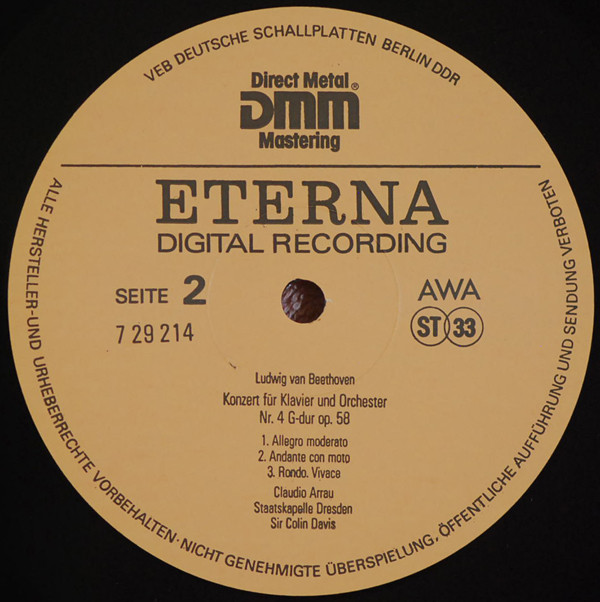 VEB DEUTSCHE SCHALLPLATTEN BERLIN DDR
Direct Metal
DMM®
Mastering
ETERNA
DIGITAL RECORDING
SEITE 2
7 29 214
AWA
ST 33
Ludwig van Beethoven
Konzert für Klavier und Orchester
Nr. 4 G-dur op. 58
1. Allegro moderato
2. Andante con moto
3. Rondo. Vivace
Claudio Arrau
Staatskapelle Dresden
Sir Colin Davis
ALLE HERSTELLER-UND URHEBERRECHTE VORBEHALTEN·NICHT GENEHMIGTE ÜBERSPIELUNG, ÖFFENTLICHE AUFFÜHRUNG UND SENDUNG VERBOTEN